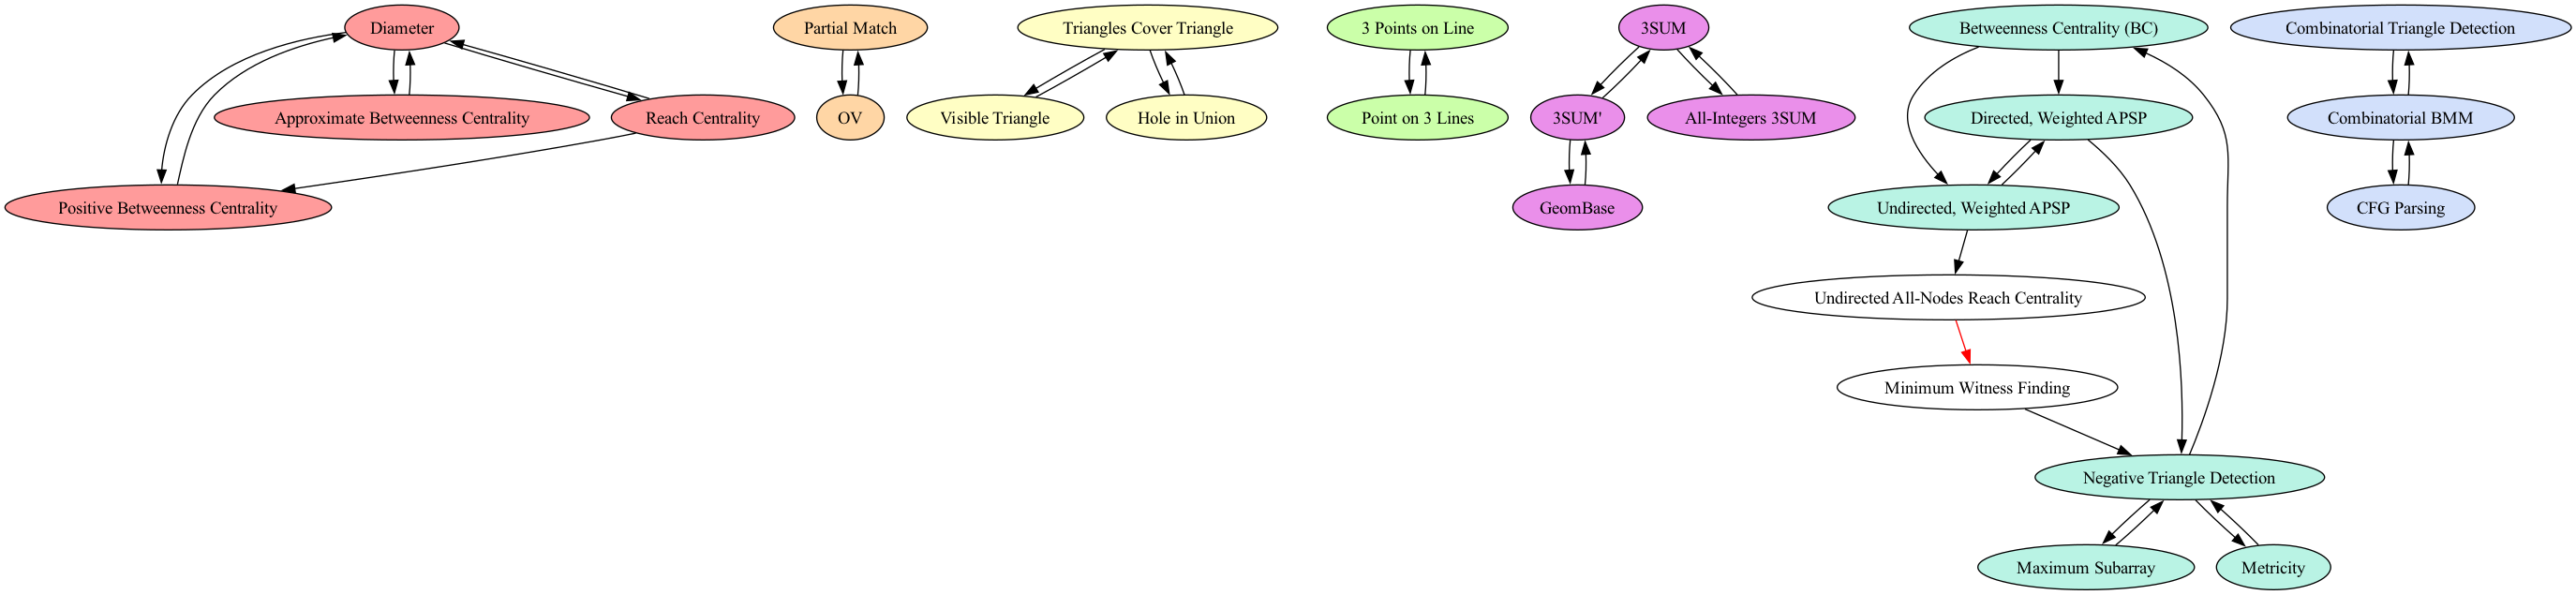 Diameter
Partial Match
Triangles Cover Triangle
3 Points on Line
3SUM
Betweenness Centrality (BC)
Combinatorial Triangle Detection
Approximate Betweenness Centrality
Reach Centrality
OV
Visible Triangle
Hole in Union
Point on 3 Lines
3SUM'
All-Integers 3SUM
Directed, Weighted APSP
Combinatorial BMM
Positive Betweenness Centrality
GeomBase
Undirected, Weighted APSP
CFG Parsing
Undirected All-Nodes Reach Centrality
Minimum Witness Finding
Negative Triangle Detection
Maximum Subarray
Metricity